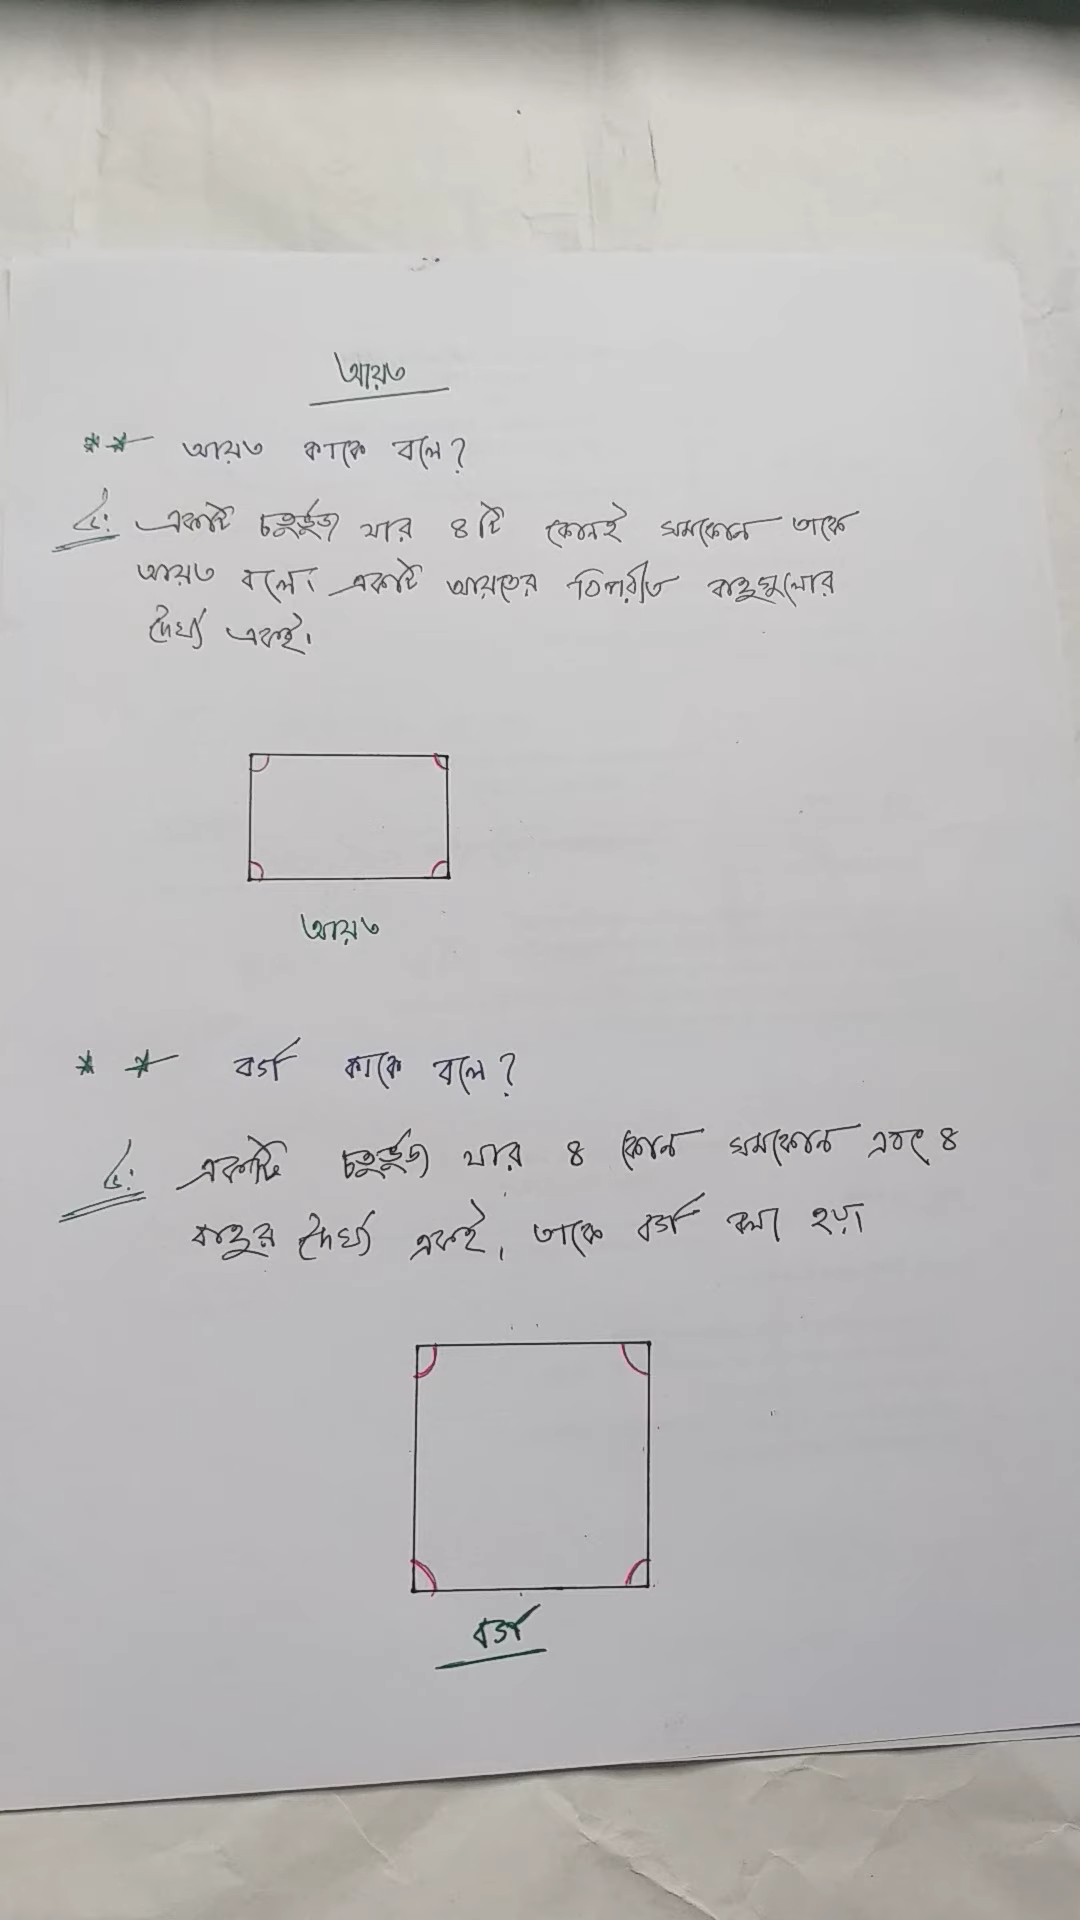 আয়ত
** আয়ত কাকে বলে?
উঃ একটি চতুর্ভুজ যার ৪টি কোনই সমকোন তাকে
আয়ত বলে। একটি আয়তের বিপরীত বাহুগুলোর
দৈর্ঘ্য একই।
আয়ত
** বর্গ কাকে বলে?
উঃ একটি চতুর্ভুজ যার ৪ কোন সমকোন এবং ৪
বাহুর দৈর্ঘ্য একই, তাকে বর্গ বলা হয়।
বর্গ